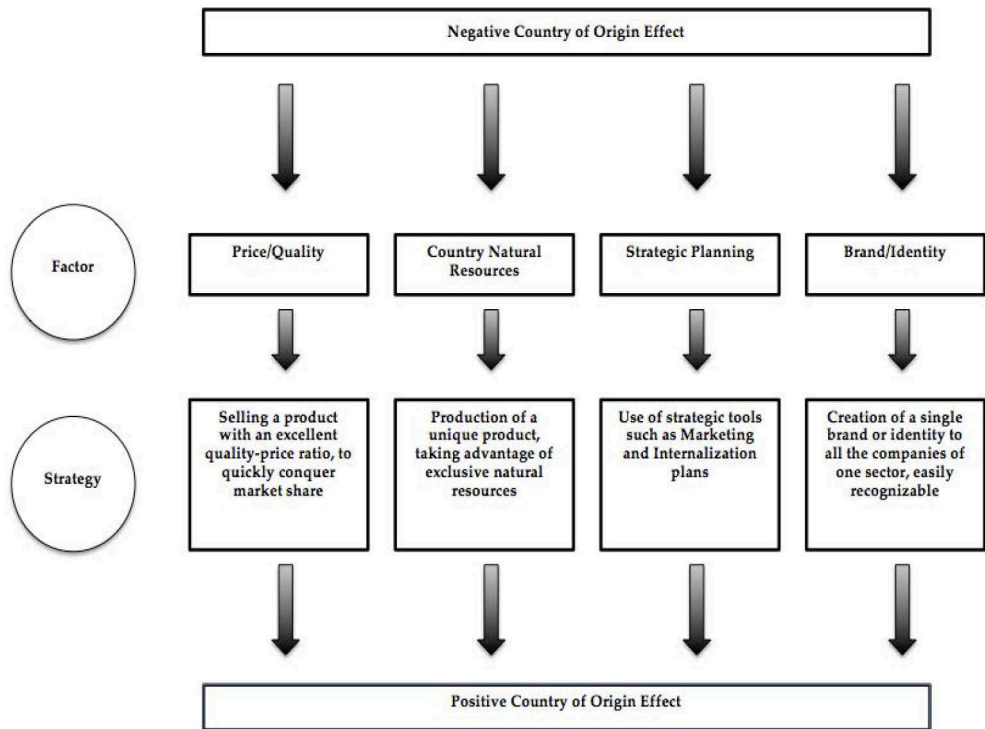 Negative Country of Origin Effect
Factor
Price/Quality
Country Natural
Resources
Strategic Planning
Brand/Identity
Strategy
Selling a product
with an excellent
quality-price ratio, to
quickly conquer
market share
Production of a
unique product,
taking advantage of
exclusive natural
resources
Use of strategic tools
such as Marketing
and Internalization
plans
Creation of a single
brand or identity to
all the companies of
one sector, easily
recognizable
Positive Country of Origin Effect